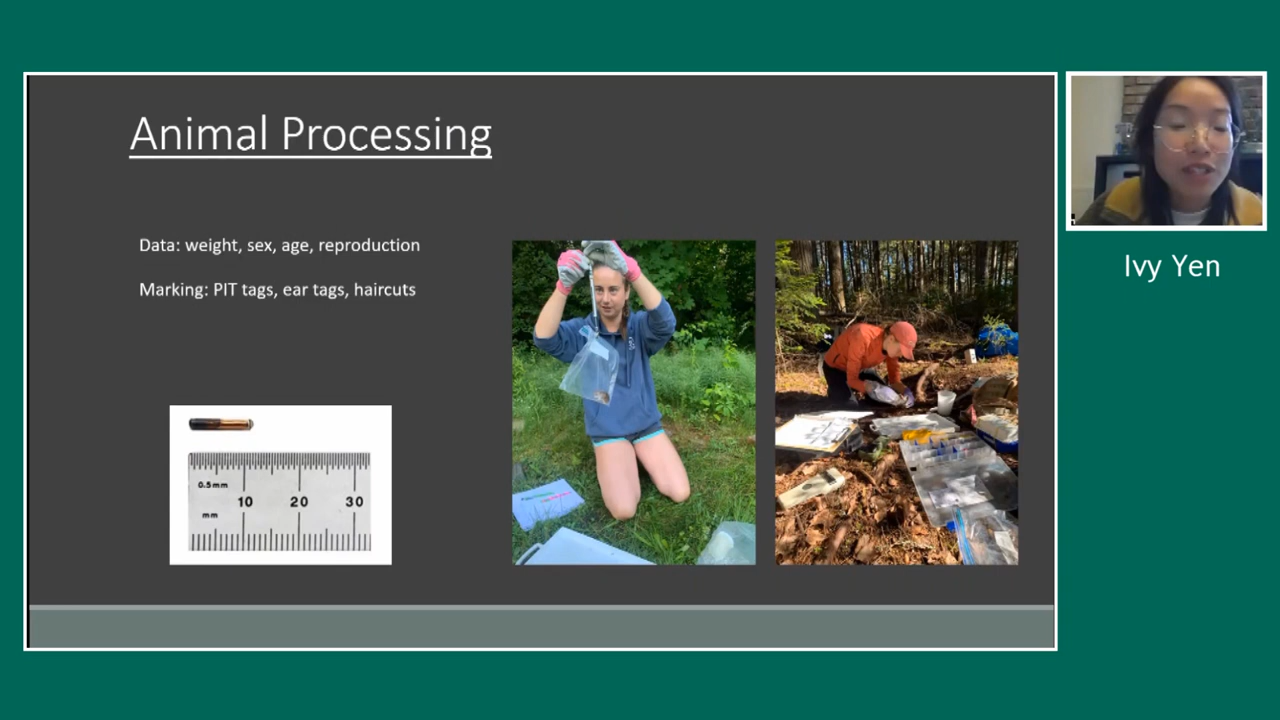 Animal Processing
Data: weight, sex, age, reproduction
Marking: PIT tags, ear tags, haircuts
0.5mm
10 20 30
mm
Ivy Yen